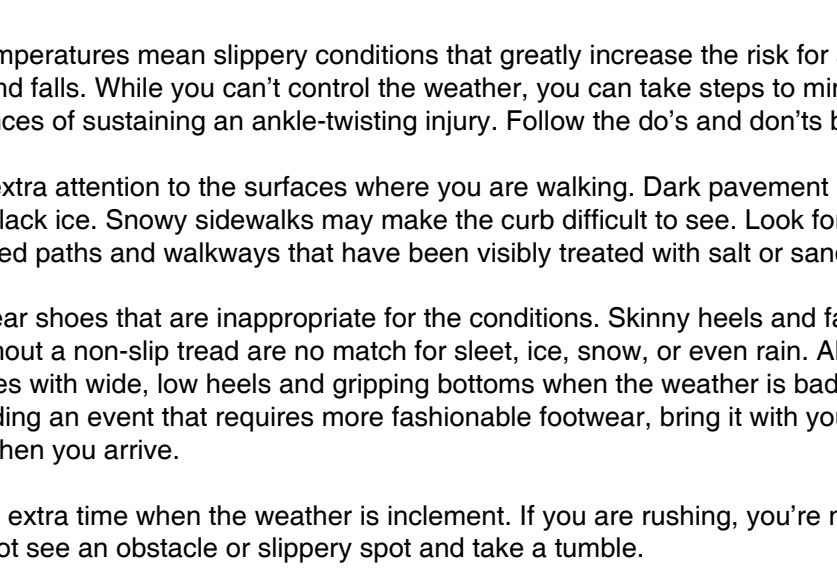 mperatures mean slippery conditions that greatly increase the risk for
nd falls. While you can’t control the weather, you can take steps to
nces of sustaining an ankle-twisting injury. Follow the do’s and don’ts
extra attention to the surfaces where you are walking. Dark pavement
lack ice. Snowy sidewalks may make the curb difficult to see. Look for
ed paths and walkways that have been visibly treated with salt or
ear shoes that are inappropriate for the conditions. Skinny heels and
hout a non-slip tread are no match for sleet, ice, snow, or even rain.
es with wide, low heels and gripping bottoms when the weather is bad
ding an event that requires more fashionable footwear, bring it with
hen you arrive.
extra time when the weather is inclement. If you are rushing, you’re
ot see an obstacle or slippery spot and take a tumble.